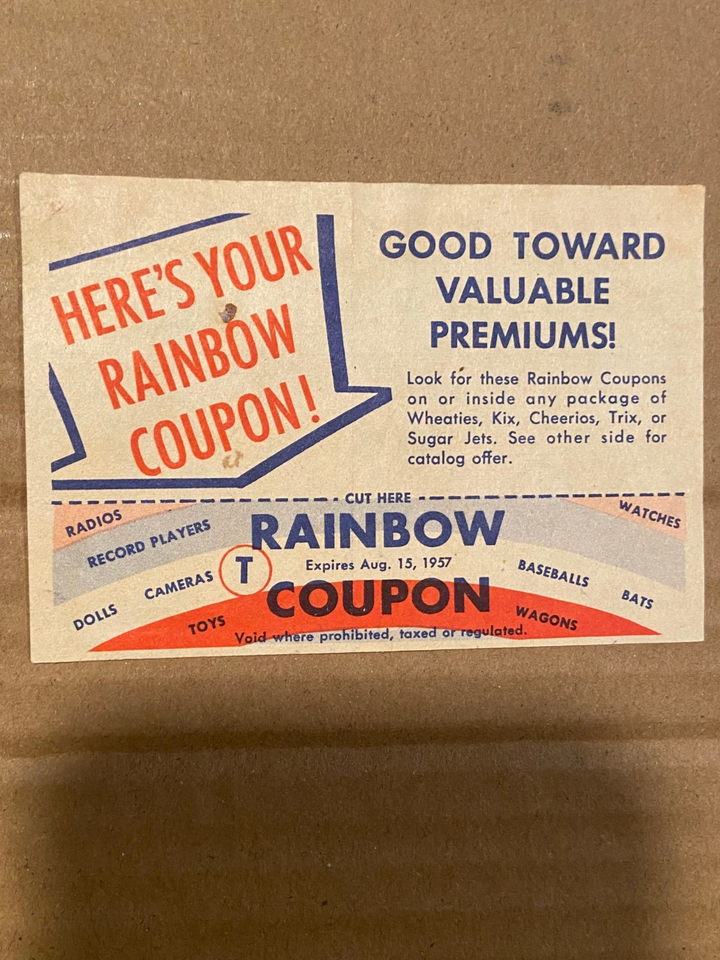 HERE'S YOUR
RAINBOW
COUPON!
GOOD TOWARD
VALUABLE
PREMIUMS!
Look for these Rainbow Coupons
on or inside any package of
Wheaties, Kix, Cheerios, Trix, or
Sugar Jets. See other side for
catalog offer.
CUT HERE
RADIOS
WATCHES
RECORD PLAYERS
RAINBOW
Expires Aug. 15, 1957
T
DOLLS
CAMERAS
BASEBALLS
BATS
COUPON
TOYS
WAGONS
Void where prohibited, taxed or regulated.